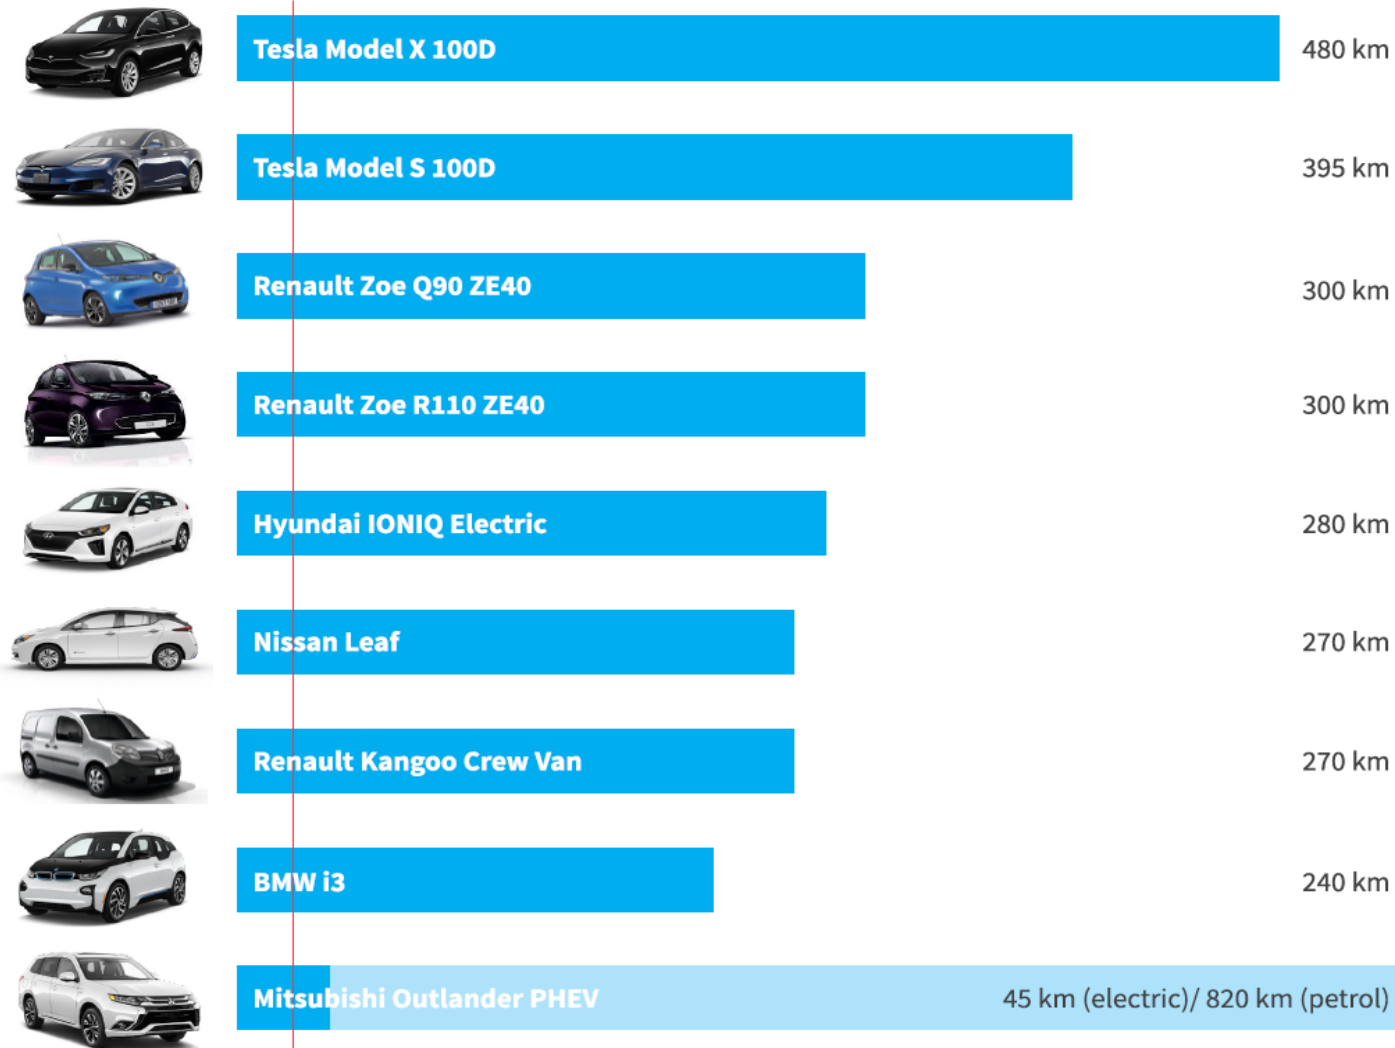 Tesla Model X 100D 480 km
Tesla Model S 100D 395 km
Renault Zoe Q90 ZE40 300 km
Renault Zoe R110 ZE40 300 km
Hyundai IONIQ Electric 280 km
Nissan Leaf 270 km
Renault Kangoo Crew Van 270 km
BMW i3 240 km
Mitsubishi Outlander PHEV 45 km (electric)/ 820 km (petrol)